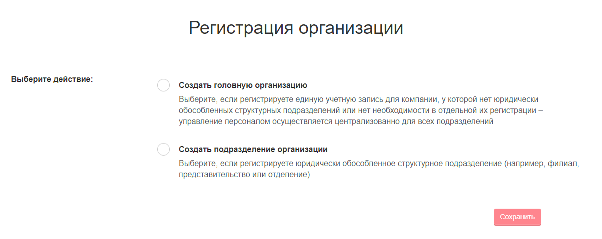 Регистрация организации
Выберите действие:
Создать головную организацию
Выберите, если регистрируете единую учетную запись для компании, у которой нет юридически
обособленных структурных подразделений или нет необходимости в отдельной их регистрации –
управление персоналом осуществляется централизованно для всех подразделений
Создать подразделение организации
Выберите, если регистрируете юридически обособленное структурное подразделение (например, филиал,
представительство или отделение)
Сохранить